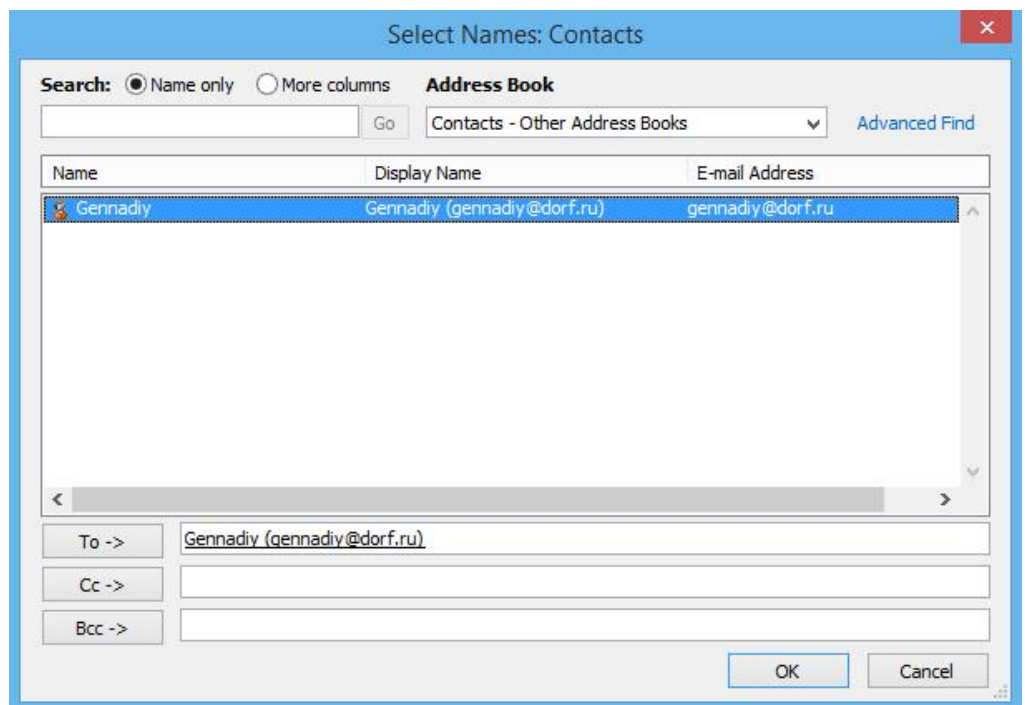 Select Names: Contacts
Search: Name only More columns Address Book
Go Contacts - Other Address Books Advanced Find
Name Display Name E-mail Address
Gennadiy Gennadiy (gennadiy@dorf.ru) gennadiy@dorf.ru
To -> Gennadiy (gennadiy@dorf.ru)
Cc ->
Bcc ->
OK Cancel